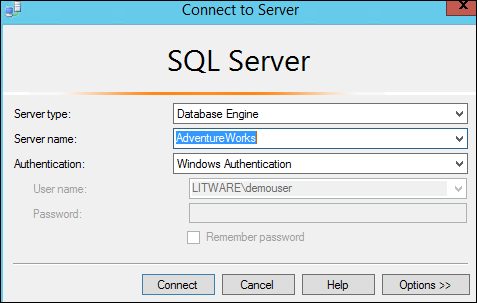 Connect to Server
SQL Server
Server type: Database Engine
Server name: AdventureWorks
Authentication: Windows Authentication
User name: LITWARE\demouser
Password:
Remember password
Connect Cancel Help Options >>